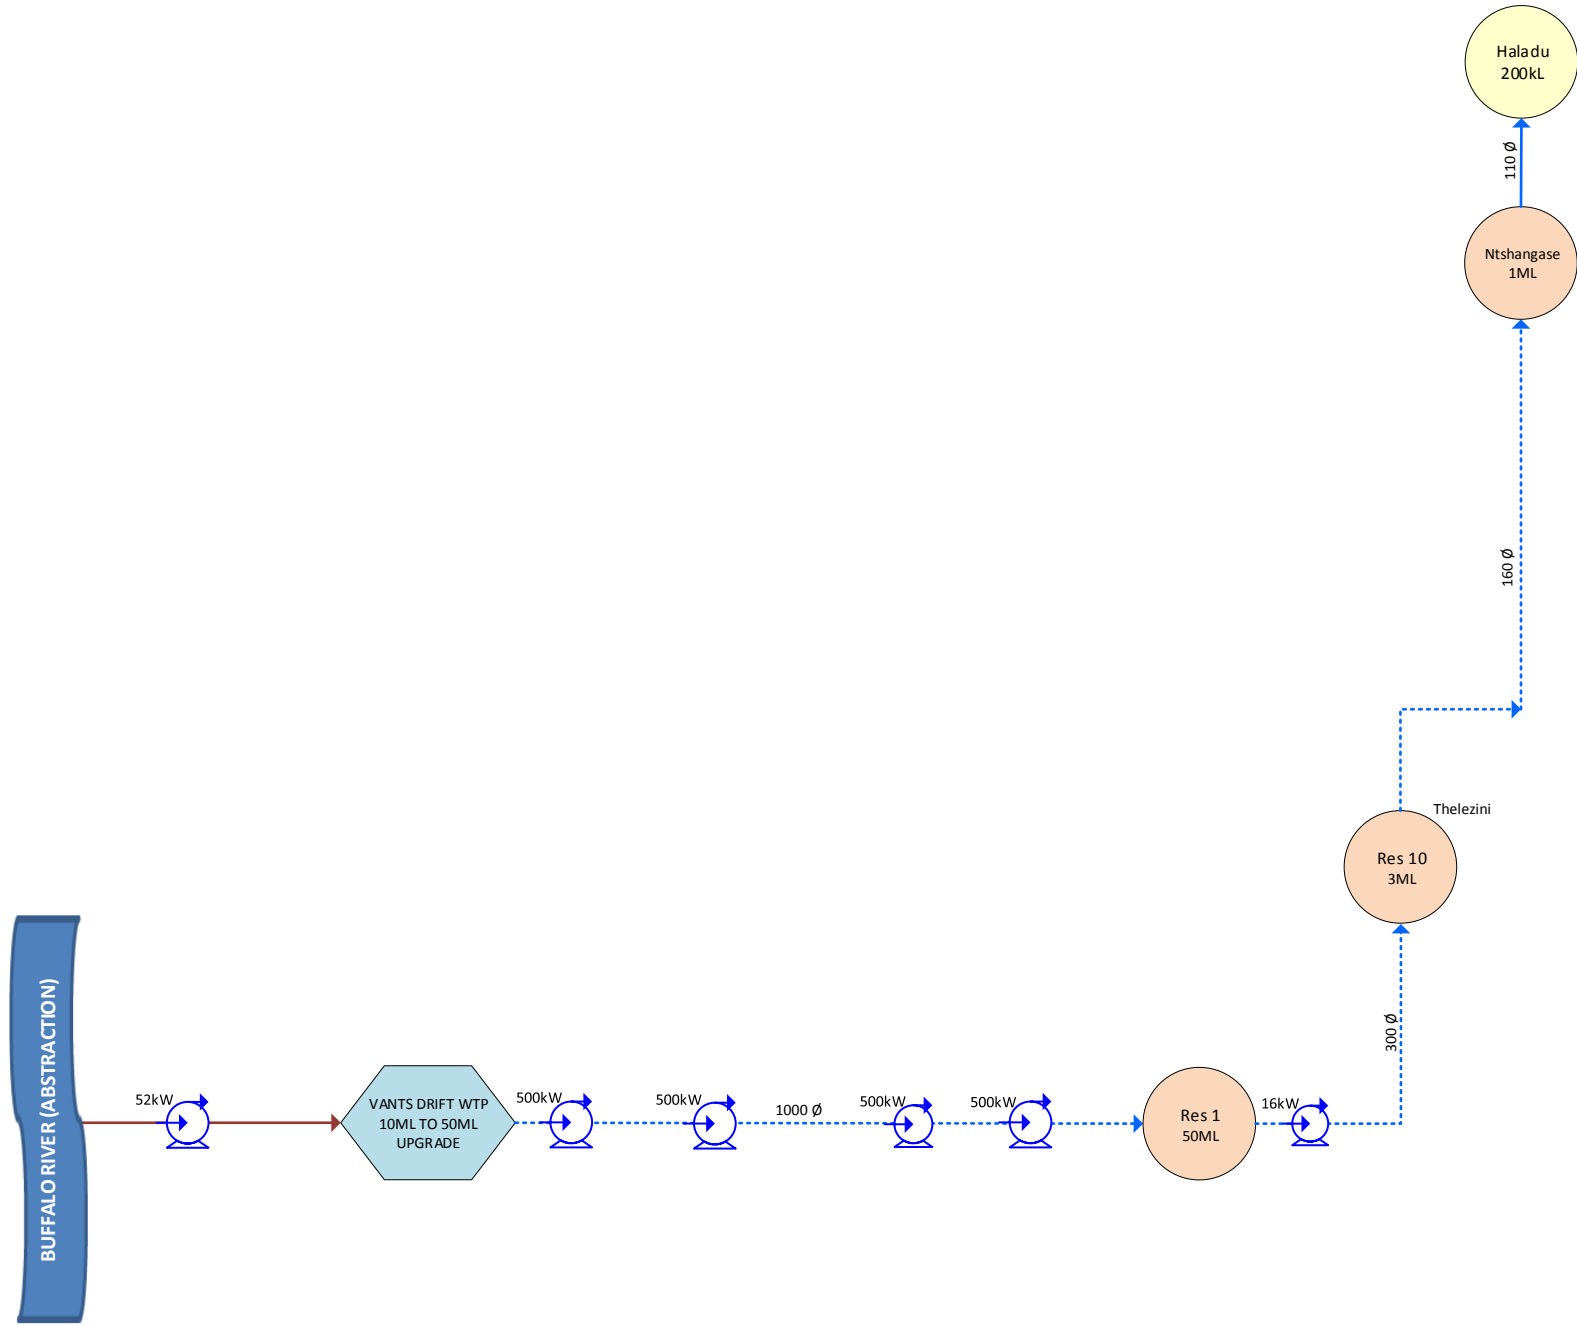 Haladu
200kL
110 Ø
Ntshangase
1ML
160 Ø
Thelezini
Res 10
3ML
300 Ø
BUFFALO RIVER (ABSTRACTION)
52kW
VANTS DRIFT WTP
10ML TO 50ML
UPGRADE
500kW
500kW
1000 Ø
500kW
500kW
Res 1
50ML
16kW